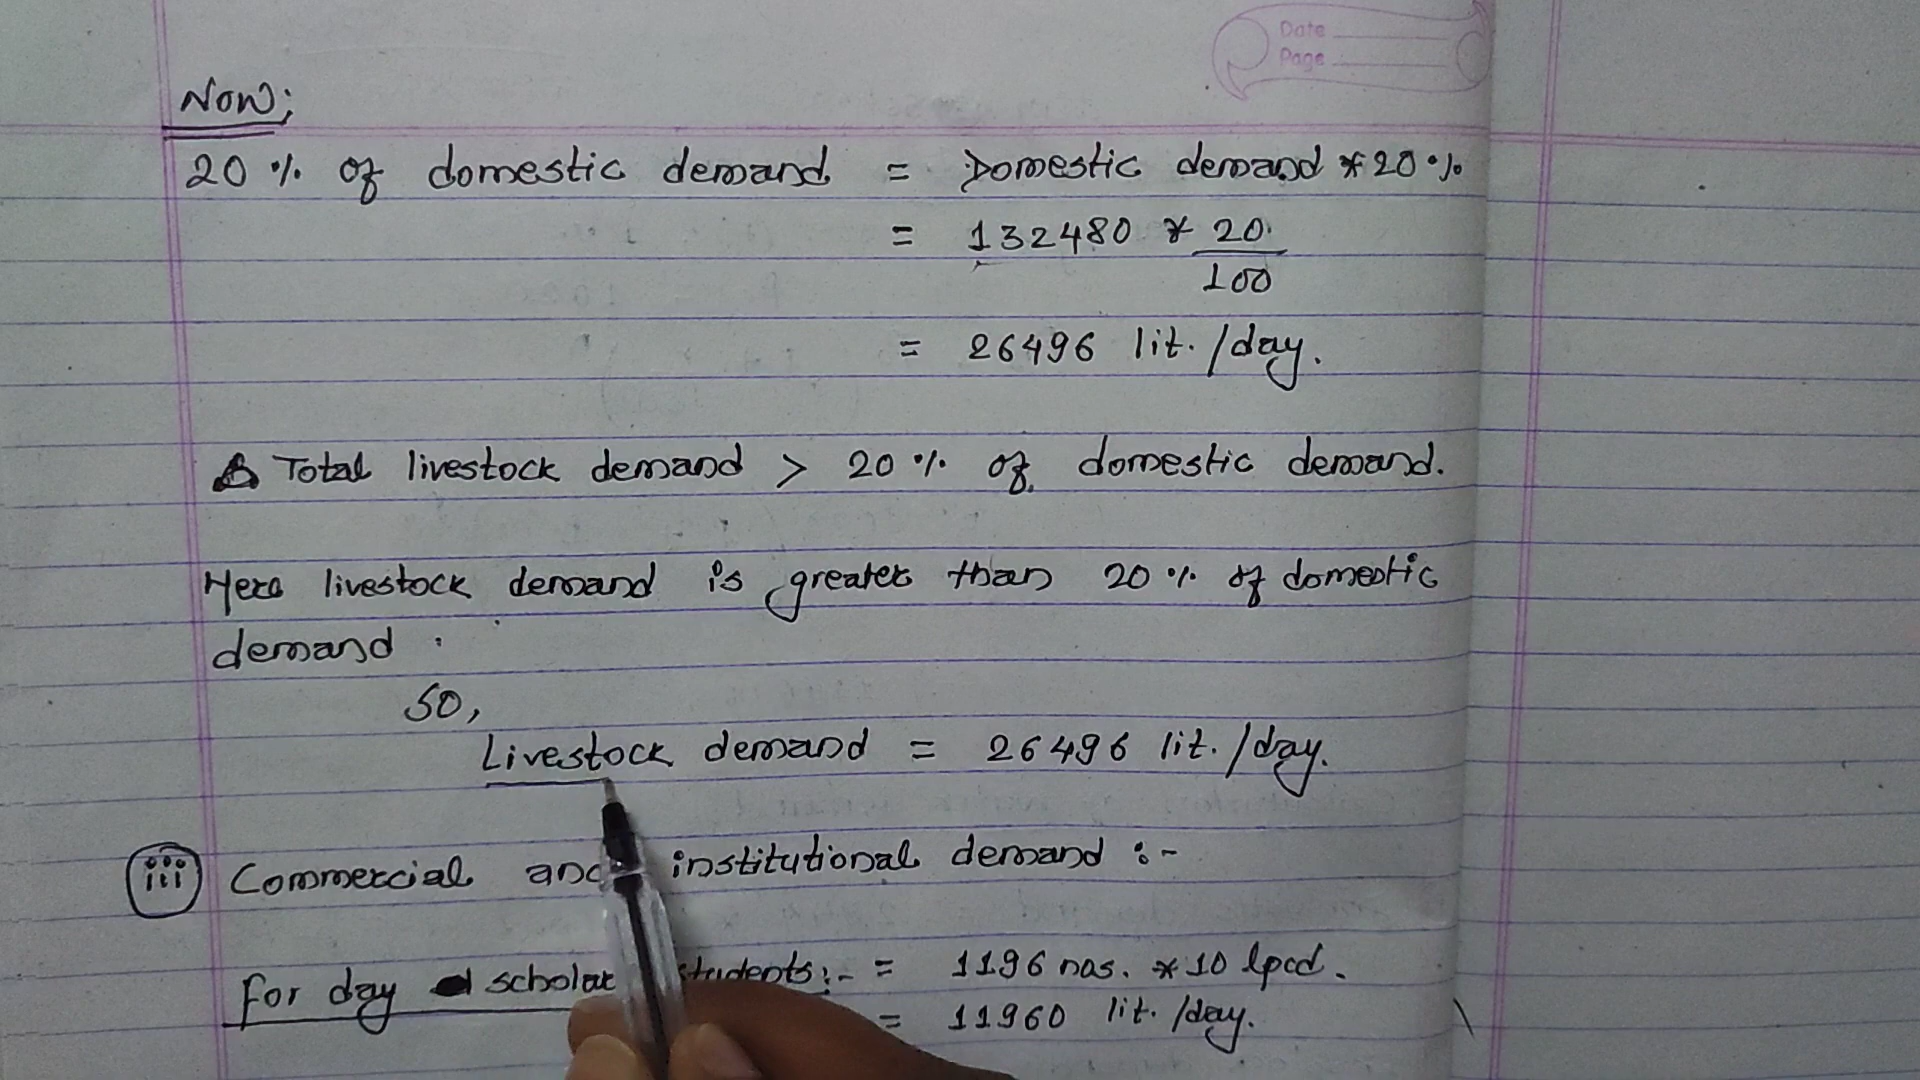 Date
Page
Now;
20 % of domestic demand = Domestic demand * 20 %
= 132480 * 20
100
= 26496 lit. /day.
Total livestock demand > 20 % of domestic demand.
Here livestock demand is greater than 20 % of domestic
demand.
SO,
Livestock demand = 26496 lit. /day.
iii Commercial and institutional demand :-
For day scholar students :- = 1196 nos. * 10 lpcd.
= 11960 lit. /day.